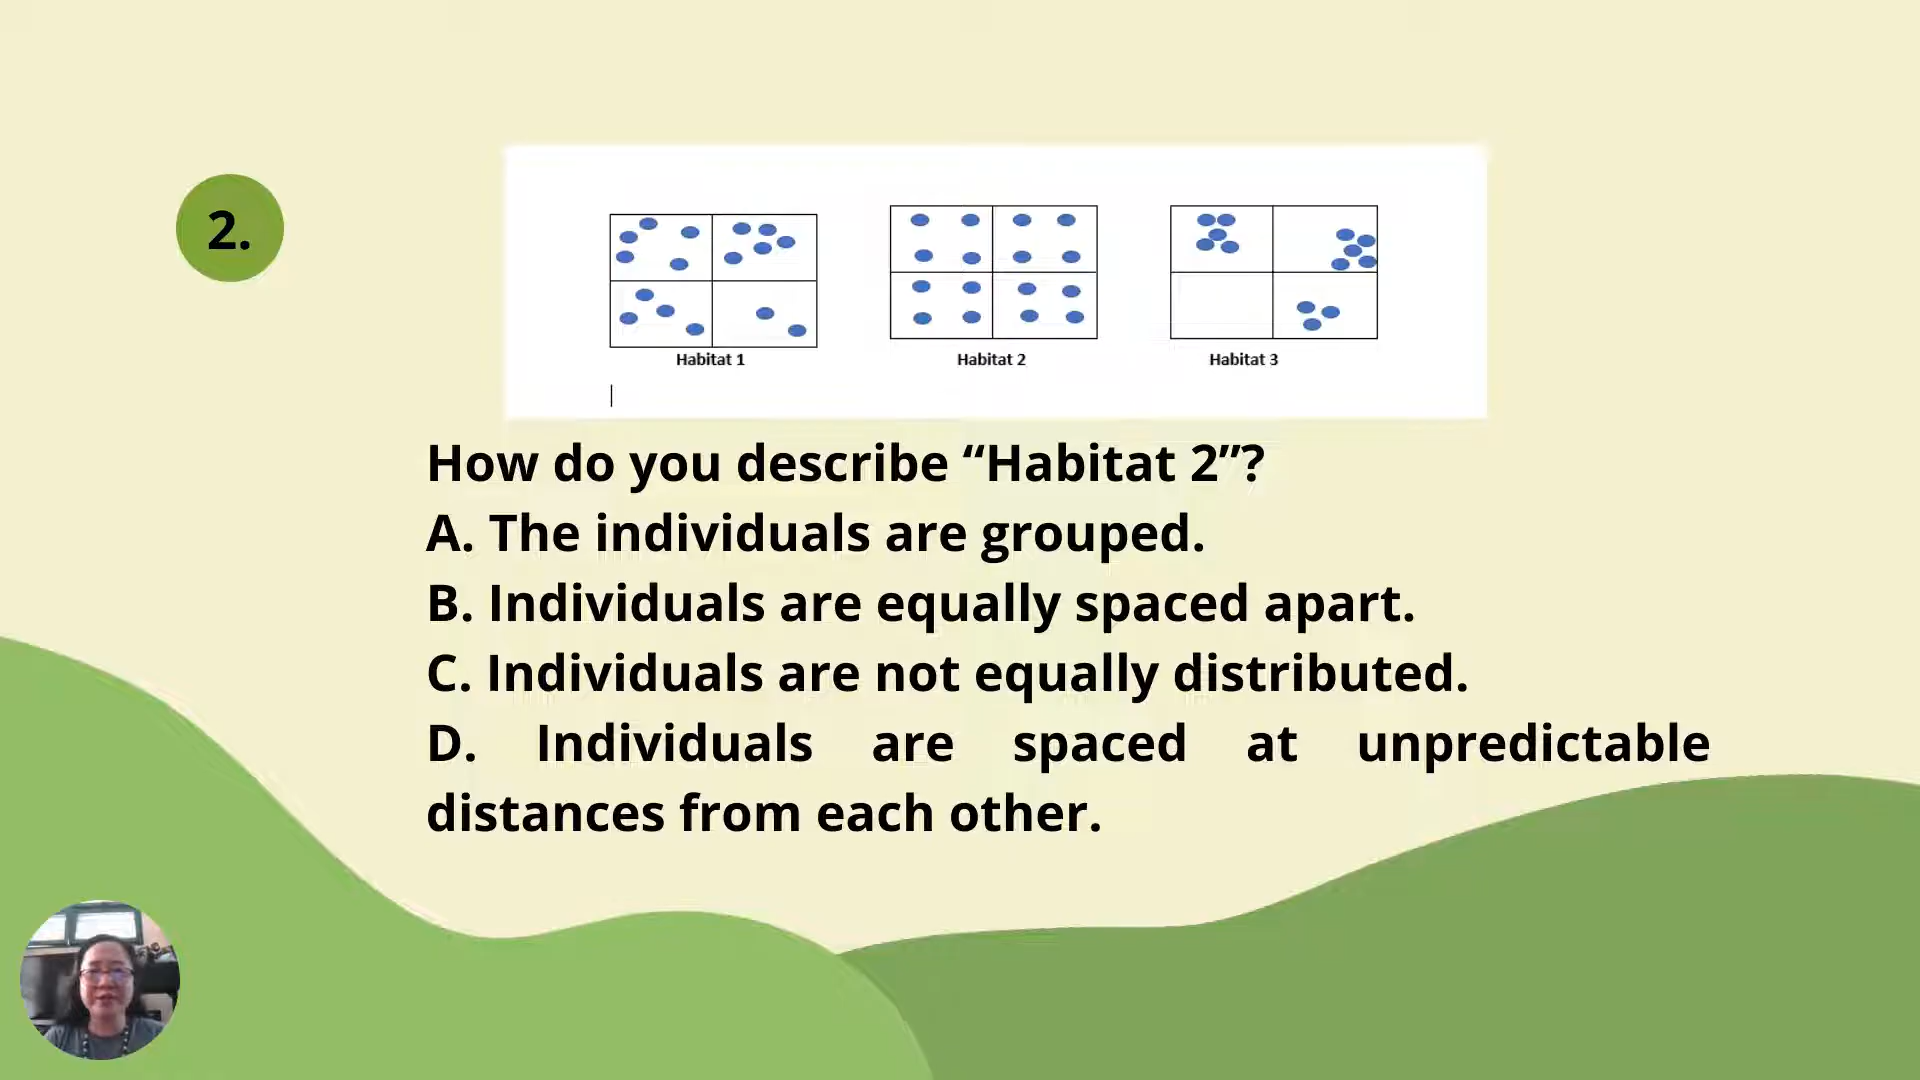 2.
Habitat 1
Habitat 2
Habitat 3
How do you describe “Habitat 2”?
A. The individuals are grouped.
B. Individuals are equally spaced apart.
C. Individuals are not equally distributed.
D. Individuals are spaced at unpredictable
distances from each other.